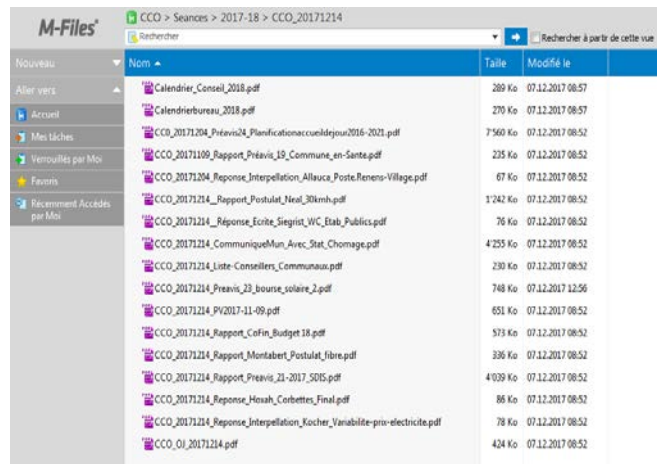 M-Files
CCO > Seances > 2017-18 > CCO_20171214
Rechercher
Rechercher à partir de cette vue
Nouveau
Nom Taille Modifié le
Aller vers
Accueil
Mes tâches
Verrouillés par Moi
Favoris
Récemment Accédés
par Moi
Calendrier_Conseil_2018.pdf 289 Ko 07.12.2017 08:57
Calendrierbureau_2018.pdf 270 Ko 07.12.2017 08:57
CC0_20171204_Préavis24_Planificationaccueildejour2016-2021.pdf 7'560 Ko 07.12.2017 08:52
CCO_20171109_Rapport_Préavis_19_Commune_en-Sante.pdf 235 Ko 07.12.2017 08:52
CCO_20171204_Reponse_Interpellation_Allauca_Poste.Renens-Village.pdf 67 Ko 07.12.2017 08:52
CCO_20171214__Rapport_Postulat_Neal_30kmh.pdf 1'242 Ko 07.12.2017 08:52
CCO_20171214__Réponse_Ecrite_Siegrist_WC_Etab_Publics.pdf 76 Ko 07.12.2017 08:52
CCO_20171214_CommuniqueMun_Avec_Stat_Chomage.pdf 4'255 Ko 07.12.2017 08:52
CCO_20171214_Liste-Conseillers_Communaux.pdf 230 Ko 07.12.2017 08:52
CCO_20171214_Preavis_23_bourse_solaire_2.pdf 748 Ko 07.12.2017 12:56
CCO_20171214_PV2017-11-09.pdf 651 Ko 07.12.2017 08:52
CCO_20171214_Rapport_CoFin_Budget 18.pdf 573 Ko 07.12.2017 08:52
CCO_20171214_Rapport_Montabert_Postulat_fibre.pdf 336 Ko 07.12.2017 08:52
CCO_20171214_Rapport_Preavis_21-2017_SDIS.pdf 4'039 Ko 07.12.2017 08:52
CCO_20171214_Reponse_Hoxah_Corbettes_Final.pdf 86 Ko 07.12.2017 08:52
CCO_20171214_Reponse_Interpellation_Kocher_Variabilite-prix-electricite.pdf 78 Ko 07.12.2017 08:52
CCO_OJ_20171214.pdf 424 Ko 07.12.2017 08:52